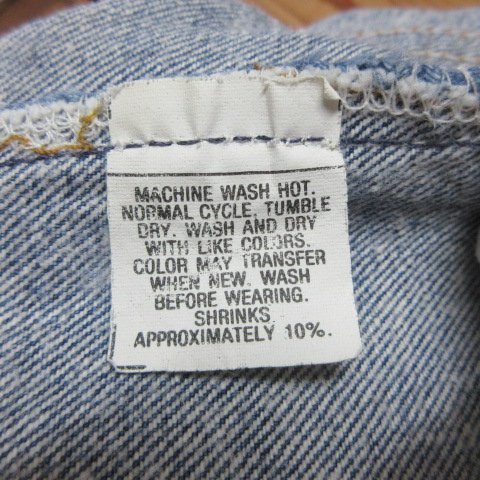 MACHINE WASH HOT.
NORMAL CYCLE, TUMBLE
DRY. WASH AND DRY
WITH LIKE COLORS.
COLOR MAY TRANSFER
WHEN NEW. WASH
BEFORE WEARING.
SHRINKS
APPROXIMATELY 10%.